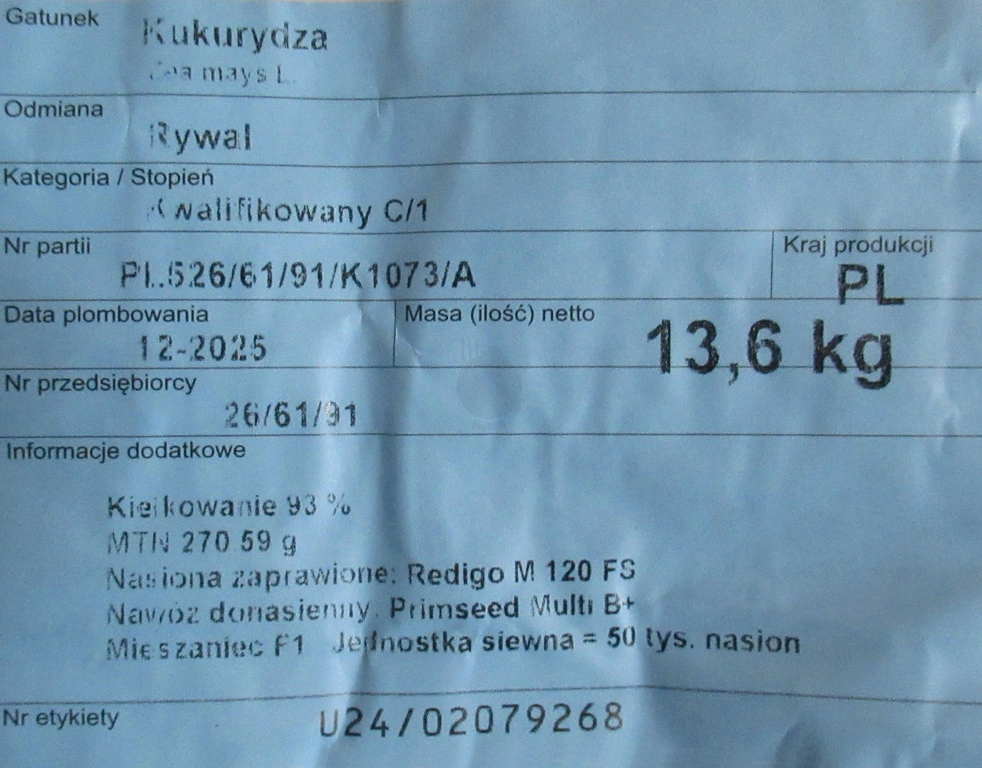 Gatunek
Kukurydza
Zea mays L.
Odmiana
Rywal
Kategoria / Stopień
Kwalifikowany C/1
Nr partii
PL.526/61/91/K1073/A
Kraj produkcji
PL
Data plombowania
12-2025
Masa (ilość) netto
13,6 kg
Nr przedsiębiorcy
26/61/91
Informacje dodatkowe
Kiełkowanie 93 %
MTN 270 59 g
Nasiona zaprawione: Redigo M 120 FS
Nawóz donasienny: Primseed Multi B+
Mieszaniec F1 Jednostka siewna = 50 tys. nasion
Nr etykiety
U24/02079268